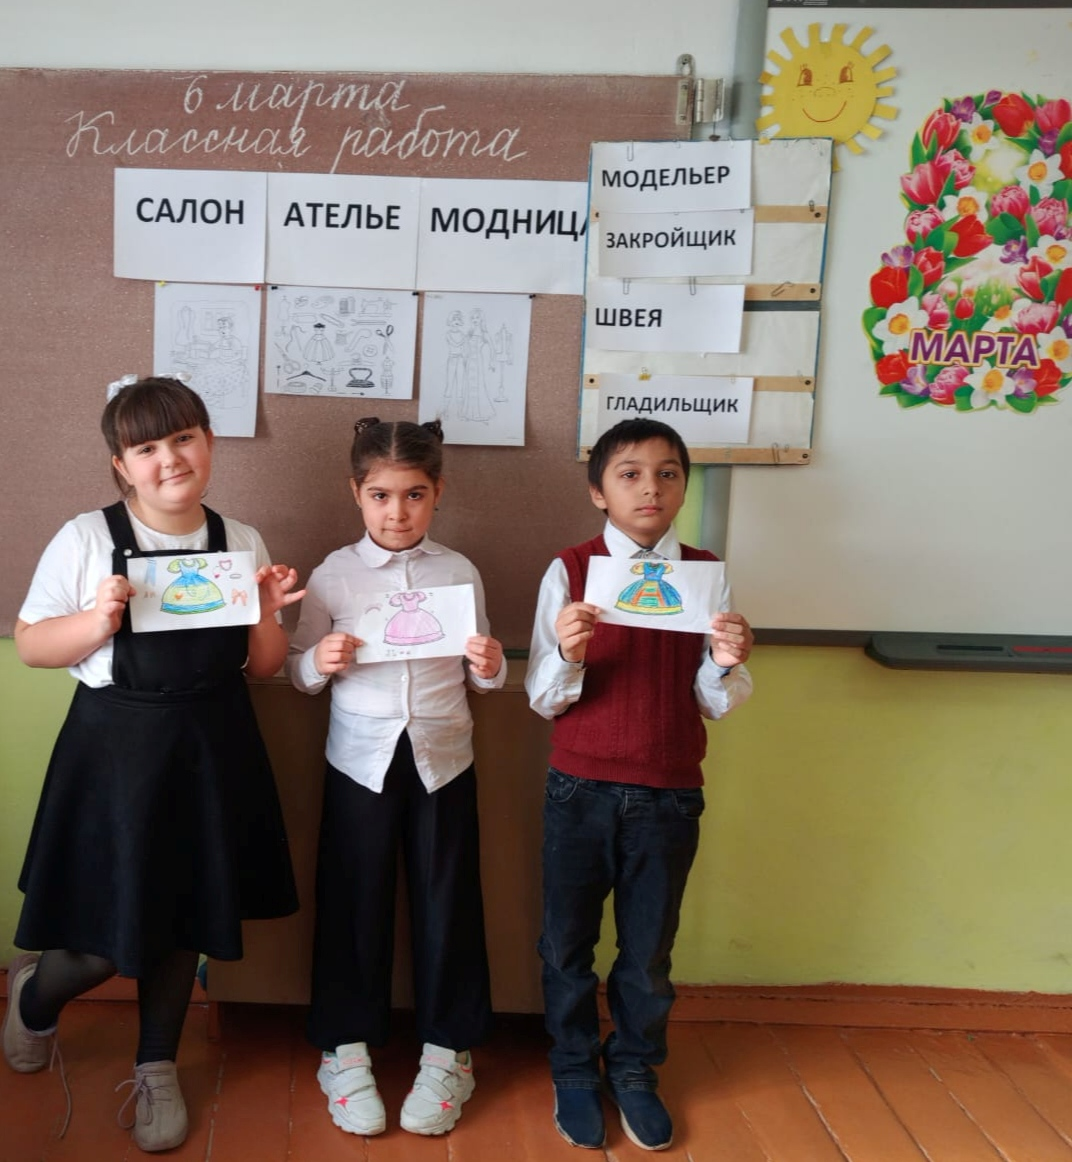 6 марта
Классная работа
САЛОН АТЕЛЬЕ МОДНИЦА
МОДЕЛЬЕР
ЗАКРОЙЩИК
ШВЕЯ
ГЛАДИЛЬЩИК
МАРТА